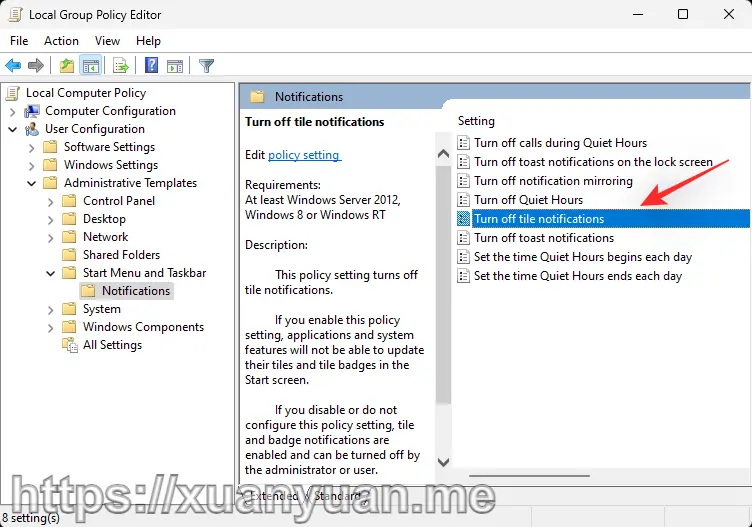 Local Group Policy Editor
File Action View Help
Local Computer Policy
Computer Configuration
User Configuration
Software Settings
Windows Settings
Administrative Templates
Control Panel
Desktop
Network
Shared Folders
Start Menu and Taskbar
Notifications
System
Windows Components
All Settings
Notifications
Turn off tile notifications
Edit policy setting
Requirements:
At least Windows Server 2012,
Windows 8 or Windows RT
Description:
This policy setting turns off
tile notifications.
If you enable this policy
setting, applications and system
features will not be able to update
their tiles and tile badges in the
Start screen.
If you disable or do not
configure this policy setting, tile
and badge notifications are
enabled and can be turned off by
the administrator or user.
Setting
Turn off calls during Quiet Hours
Turn off toast notifications on the lock screen
Turn off notification mirroring
Turn off Quiet Hours
Turn off tile notifications
Turn off toast notifications
Set the time Quiet Hours begins each day
Set the time Quiet Hours ends each day
Extended Standard
https://xuanyuan.me
8 setting(s)